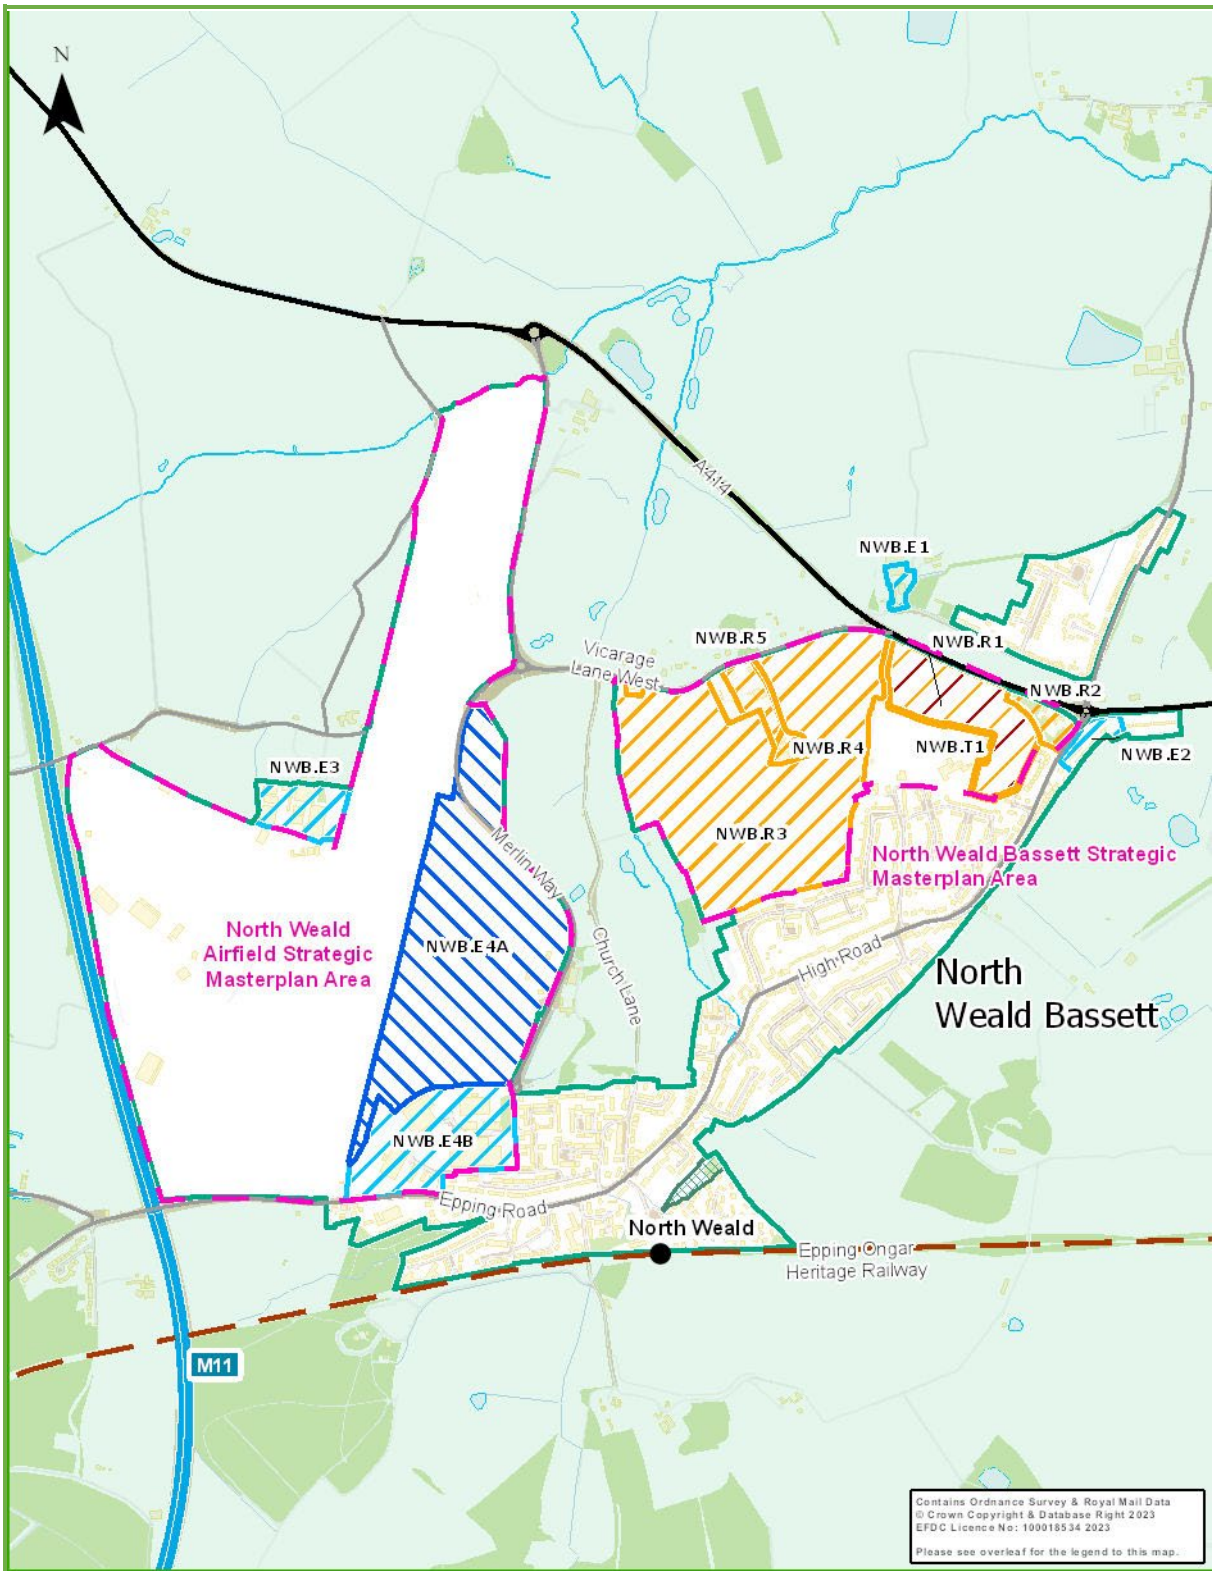 N
A414
NWB.E1
NWB.R5
NWB.R1
Vicarage
Lane West
NWB.R2
NWB.R4
NWB.T1
NWB.E2
NWB.E3
NWB.R3
Merlin Way
North Weald Bassett Strategic
Masterplan Area
North Weald
Airfield Strategic
Masterplan Area
NWB.E4A
Church Lane
High Road
North
Weald Bassett
NWB.E4B
Epping Road
North Weald
Epping Ongar
Heritage Railway
M11
Contains Ordnance Survey & Royal Mail Data
© Crown Copyright & Database Right 2023
EFDC Licence No: 100018534 2023
Please see overleaf for the legend to this map.